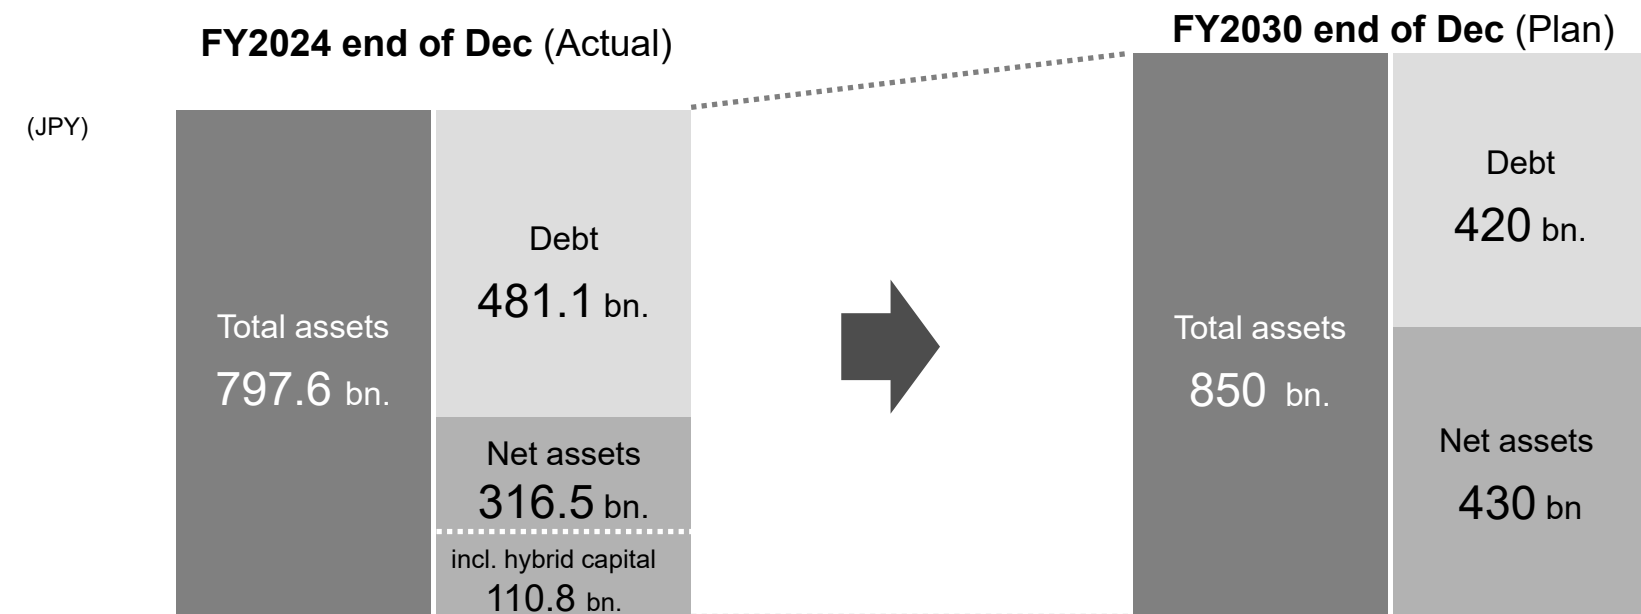 FY2024 end of Dec (Actual)
FY2030 end of Dec (Plan)
(JPY)
Total assets
797.6 bn.
Debt
481.1 bn.
Net assets
316.5 bn.
incl. hybrid capital
110.8 bn.
Total assets
850 bn.
Debt
420 bn.
Net assets
430 bn